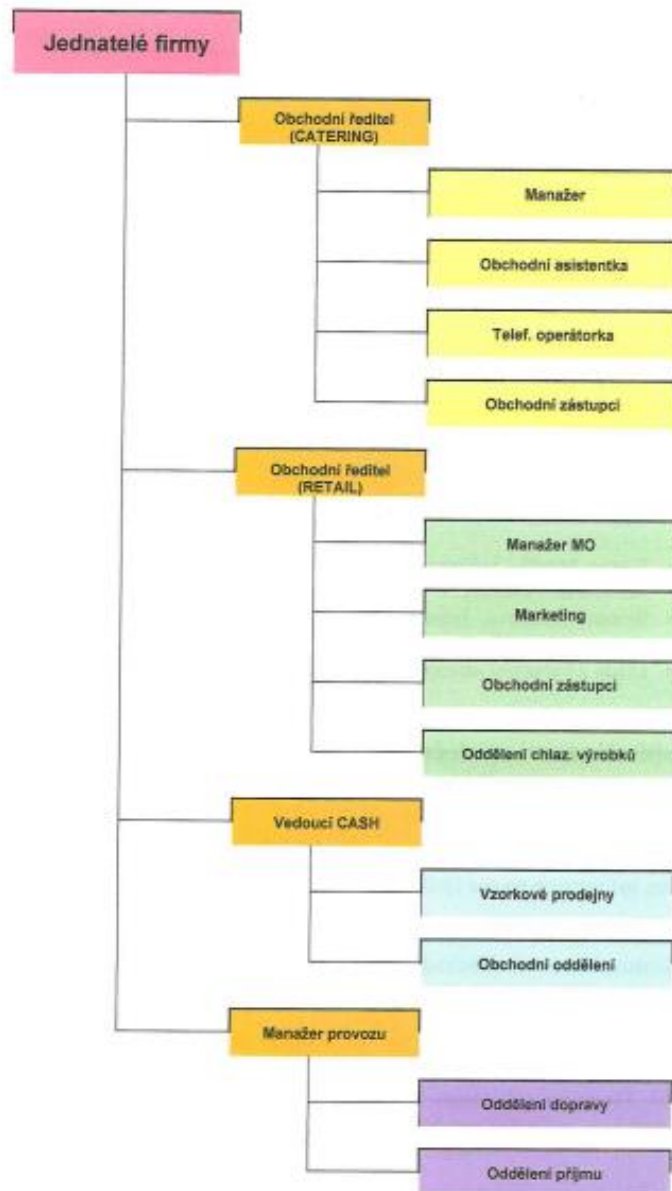 Jednatelé firmy
Obchodní ředitel
(CATERING)
Manažer
Obchodní asistentka
Telef. operátorka
Obchodní zástupci
Obchodní ředitel
(RETAIL)
Manažer MO
Marketing
Obchodní zástupci
Oddělení chlaz. výrobků
Vedoucí CASH
Vzorkové prodejny
Obchodní oddělení
Manažer provozu
Oddělení dopravy
Oddělení příjmu